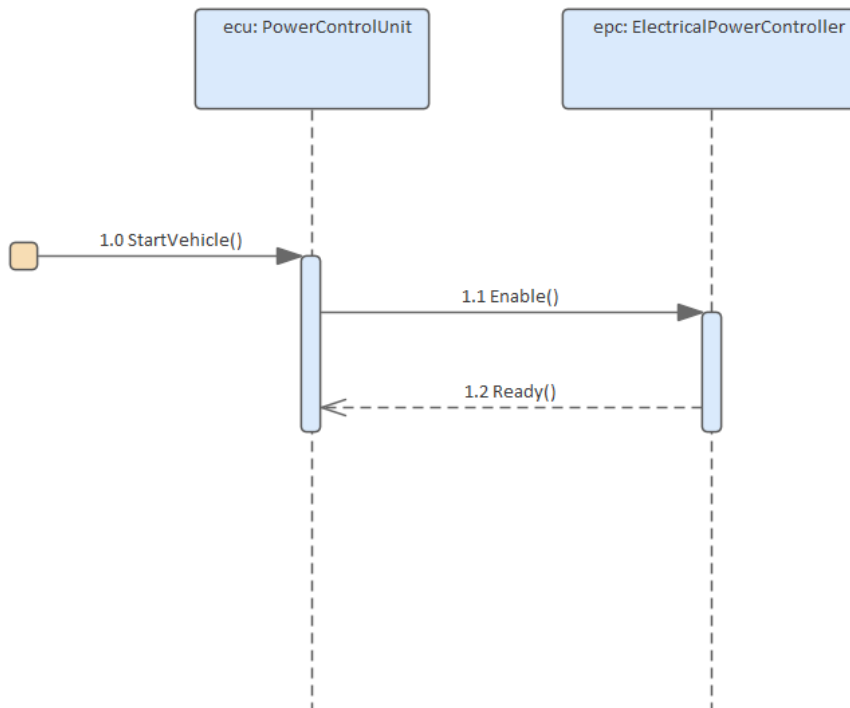 ecu: PowerControlUnit
epc: ElectricalPowerController
1.0 StartVehicle()
1.1 Enable()
1.2 Ready()